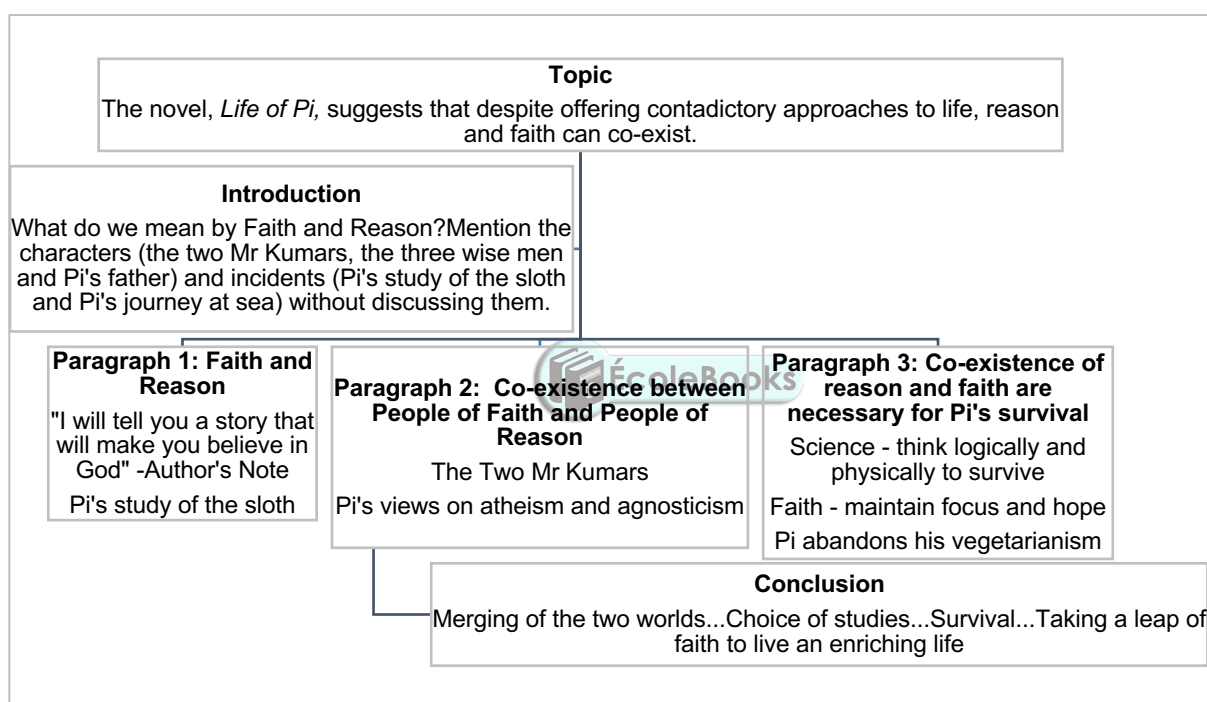 Topic
The novel, Life of Pi, suggests that despite offering contadictory approaches to life, reason
and faith can co-exist.
Introduction
What do we mean by Faith and Reason?Mention the
characters (the two Mr Kumars, the three wise men
and Pi's father) and incidents (Pi's study of the sloth
and Pi's journey at sea) without discussing them.
Paragraph 1: Faith and
Reason
"I will tell you a story that
will make you believe in
God" -Author's Note
Pi's study of the sloth
ÉcoleBooks
Paragraph 2:  Co-existence between
People of Faith and People of
Reason
The Two Mr Kumars
Pi's views on atheism and agnosticism
Paragraph 3: Co-existence of
reason and faith are
necessary for Pi's survival
Science - think logically and
physically to survive
Faith - maintain focus and hope
Pi abandons his vegetarianism
Conclusion
Merging of the two worlds...Choice of studies...Survival...Taking a leap of
faith to live an enriching life